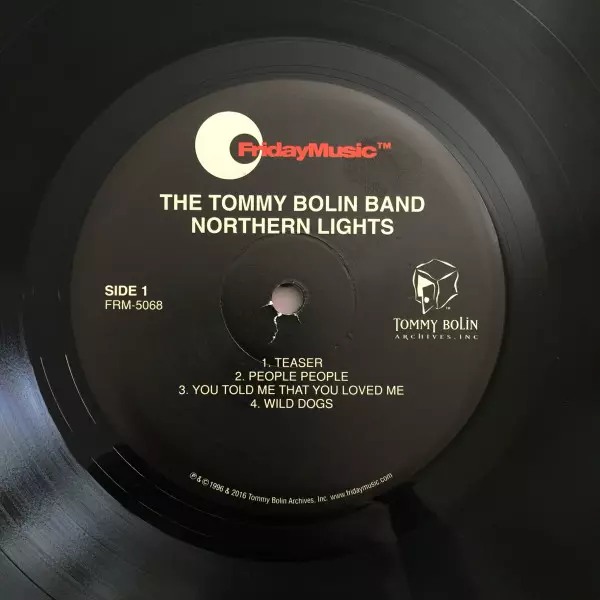 FridayMusic™
THE TOMMY BOLIN BAND
NORTHERN LIGHTS
SIDE 1
FRM-5068
TOMMY BOLIN
ARCHIVES, INC
1. TEASER
2. PEOPLE PEOPLE
3. YOU TOLD ME THAT YOU LOVED ME
4. WILD DOGS
℗ & © 1996 & 2016 Tommy Bolin Archives, Inc www.fridaymusic.com